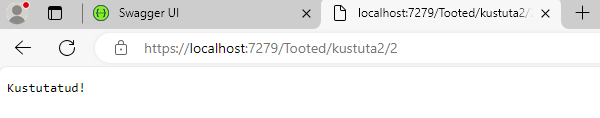 Swagger UI
localhost:7279/Tooted/kustuta2/
https://localhost:7279/Tooted/kustuta2/2
Kustutatud!